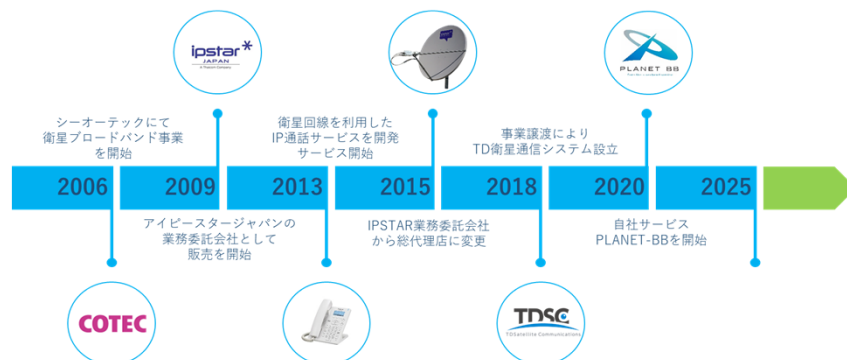 ipstar*
JAPAN
PLANET BB
シーオーテックにて
衛星ブロードバンド事業
を開始
衛星回線を利用した
IP通話サービスを開発
サービス開始
事業譲渡により
TD衛星通信システム設立
2006
2009
2013
2015
2018
2020
2025
アイピースタージャパンの
業務委託会社として
販売を開始
IPSTAR業務委託会社
から総代理店に変更
自社サービス
PLANET-BBを開始
COTEC
TDSC
TDSatellite Communications